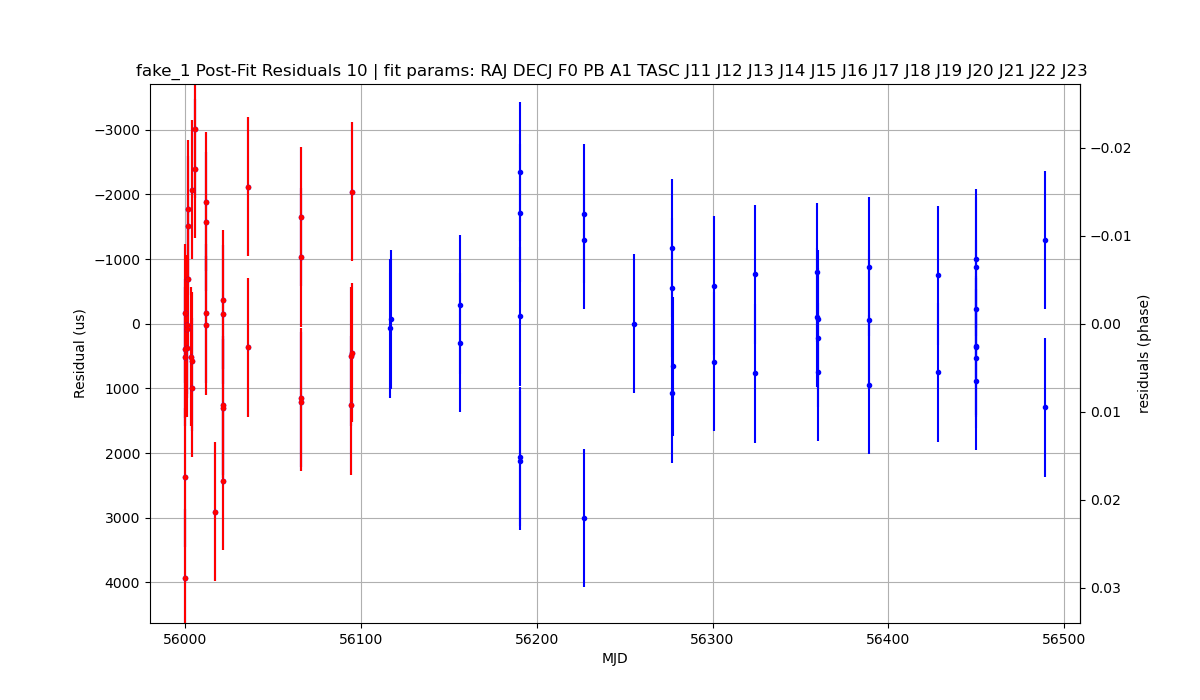 fake_1 Post-Fit Residuals 10 | fit params: RAJ DECJ F0 PB A1 TASC J11 J12 J13 J14 J15 J16 J17 J18 J19 J20 J21 J22 J23
−3000
−2000
−1000
0
1000
2000
3000
4000
Residual (us)
−0.02
−0.01
0.00
0.01
0.02
0.03
residuals (phase)
56000 56100 56200 56300 56400 56500
MJD